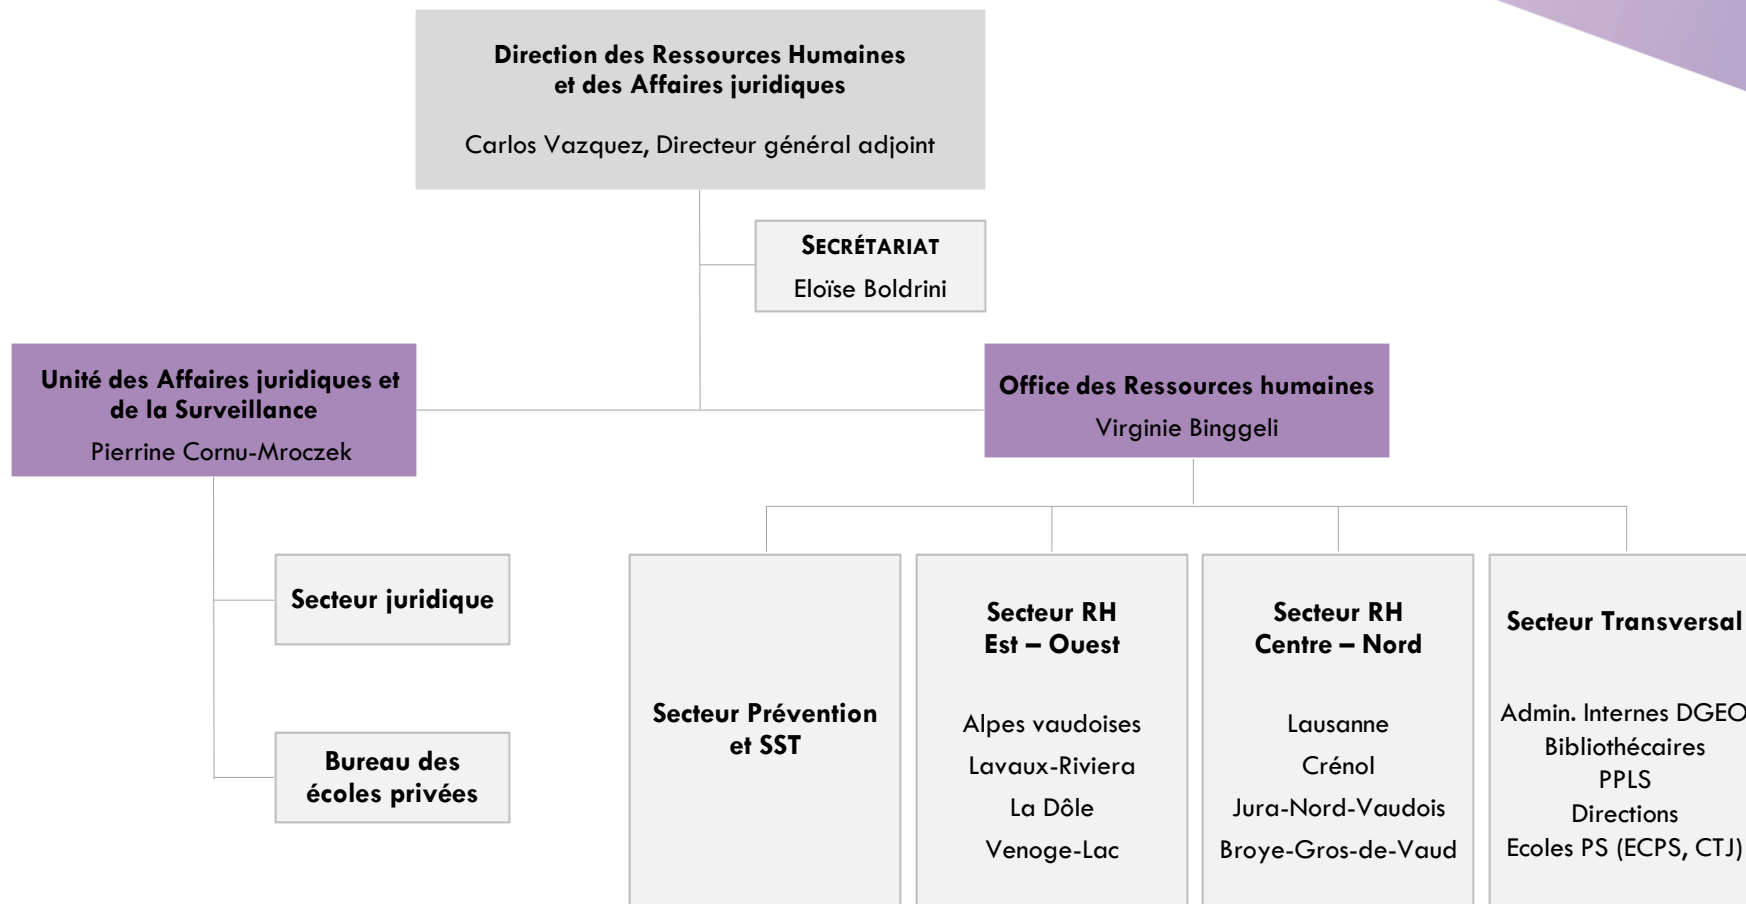 Direction des Ressources Humaines
et des Affaires juridiques
Carlos Vazquez, Directeur général adjoint
SECRÉTARIAT
Eloïse Boldrini
Unité des Affaires juridiques et
de la Surveillance
Pierrine Cornu-Mroczek
Office des Ressources humaines
Virginie Binggeli
Secteur juridique
Bureau des
écoles privées
Secteur Prévention
et SST
Secteur RH
Est – Ouest
Alpes vaudoises
Lavaux-Riviera
La Dôle
Venoge-Lac
Secteur RH
Centre – Nord
Lausanne
Crénol
Jura-Nord-Vaudois
Broye-Gros-de-Vaud
Secteur Transversal
Admin. Internes DGEO
Bibliothécaires
PPLS
Directions
Ecoles PS (ECPS, CTJ)